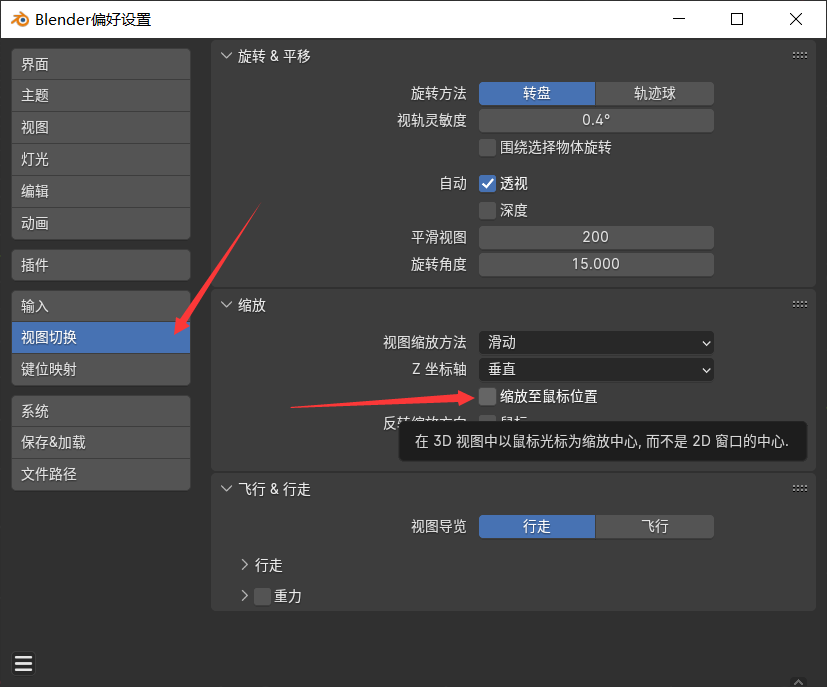 Blender偏好设置
界面
主题
视图
灯光
编辑
动画
插件
输入
视图切换
键位映射
系统
保存&加载
文件路径
旋转 & 平移
旋转方法 转盘 轨迹球
视轨灵敏度 0.4°
围绕选择物体旋转
自动 透视
深度
平滑视图 200
旋转角度 15.000
缩放
视图缩放方法 滑动
Z 坐标轴 垂直
缩放至鼠标位置
反转缩放方向 鼠标
在 3D 视图中以鼠标光标为缩放中心, 而不是 2D 窗口的中心.
飞行 & 行走
视图导览 行走 飞行
行走
重力